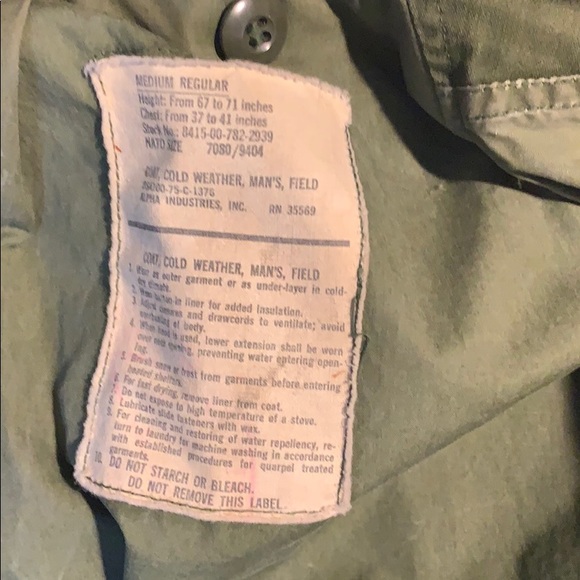 MEDIUM REGULAR
Height: From 67 to 71 inches
Chest: From 37 to 41 inches
Stock No.: 8415-00-782-2939
NATO SIZE 7080/9404
COAT, COLD WEATHER, MAN'S, FIELD
-75-C-1376
ALPHA INDUSTRIES, INC. RN 35569
COAT, COLD WEATHER, MAN'S, FIELD
1. Wear as outer garment or as under-layer in cold-
dry climate.
2. Wear button-in liner for added insulation.
3. Adjust closures and drawcords to ventilate; avoid
overheating of body.
4. When hood is used, lower extension shall be worn
over coat opening, preventing water entering open-
ing.
5. Brush snow or frost from garments before entering
heated shelters.
6. For fast drying, remove liner from coat.
7. Do not expose to high temperature of a stove.
8. Lubricate slide fasteners with wax.
9. For cleaning and restoring of water repellency, re-
turn to laundry for machine washing in accordance
with established procedures for quarpel treated
garments.
10. DO NOT STARCH OR BLEACH.
DO NOT REMOVE THIS LABEL.